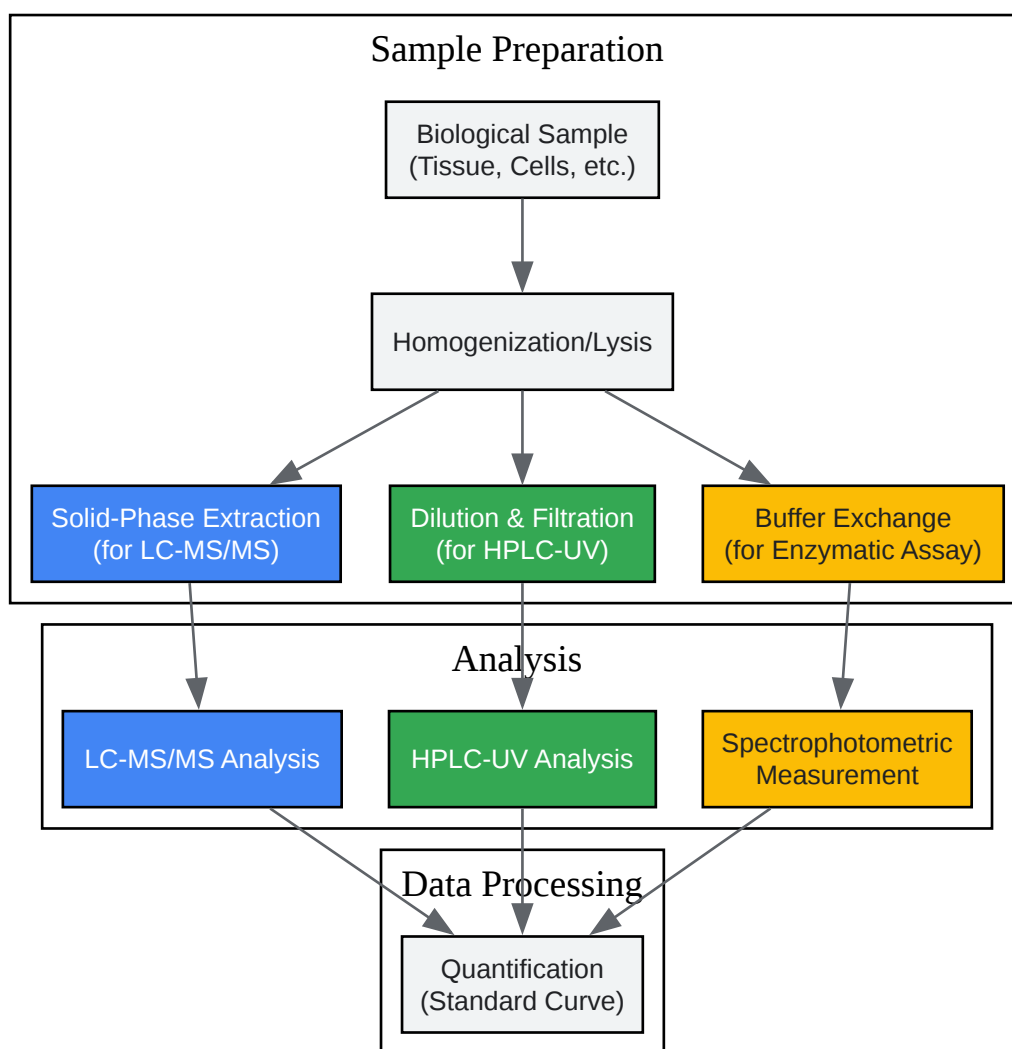 Sample Preparation
Biological Sample
(Tissue, Cells, etc.)
Homogenization/Lysis
Solid-Phase Extraction
(for LC-MS/MS)
Dilution & Filtration
(for HPLC-UV)
Buffer Exchange
(for Enzymatic Assay)
Analysis
LC-MS/MS Analysis
HPLC-UV Analysis
Spectrophotometric
Measurement
Data Processing
Quantification
(Standard Curve)